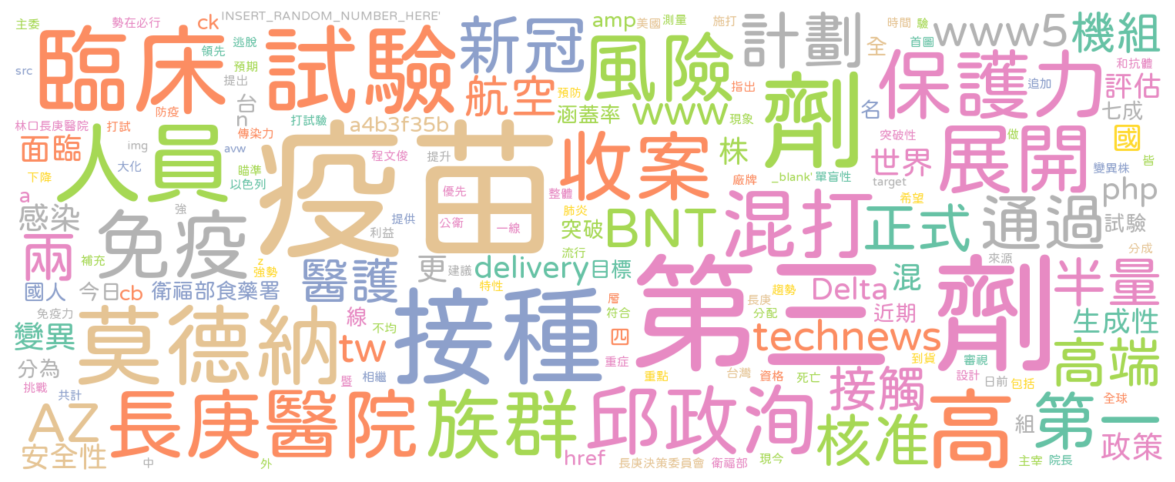 主委 勢在必行 ck INSERT_RANDOM_NUMBER_HERE' amp 美國 測量 施打 時間 驗
領先 逃脫 新冠 風險 計劃 全 首圖 www5 機組
src 臨床 試驗 預期 提出 航空 預防 涵蓋率 www 指出 現象 名 保護力 追加 和抗體 評估
防疫 台 n 打試驗 a4b3f35b 劑 七成
林口長庚醫院 打試 傳染力 株 突破性 做 國
面臨 img avw 程文俊 提升 收案 世界 展開 變異株 皆
人員 大化 瞄準 疫苗 優先 整體 廠牌 _blank' 單盲性
下降 以色列 target php
a 感染 強 提供 公衛 一線 肺炎 BNT 混打 正式 希望 通過 試驗
兩 免疫 利益 突破 流行 分成
補充 z 強勢 醫護 更 建議 delivery 目標 混 來源
國人 今日 cb 衛福部食藥署 特性 層 趨勢 Delta 半量
免疫力 線 符合 長庚 分配 近期 生成性
變異 莫德納 不均 tw 接種 四 第三劑 technews 到貨 審視 高端
分為 暨 相繼 重症 台灣 資格 設計 日前 包括
挑戰 共計 重點 死亡 接觸 全球
AZ 長庚醫院 族群 邱政洵 核准 高 組 第一
安全性 中 外 href 長庚決策委員會 衛福部 現今 主宰 院長 政策